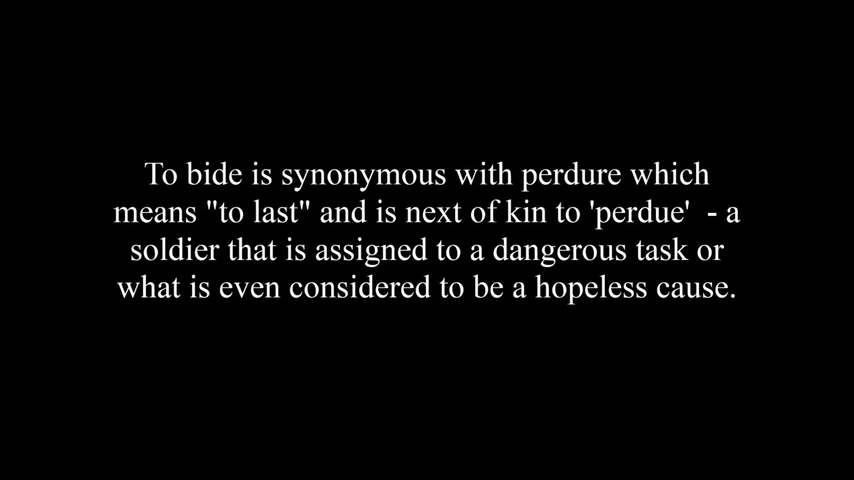 To bide is synonymous with perdure which
means "to last" and is next of kin to 'perdue'  - a
soldier that is assigned to a dangerous task or
what is even considered to be a hopeless cause.